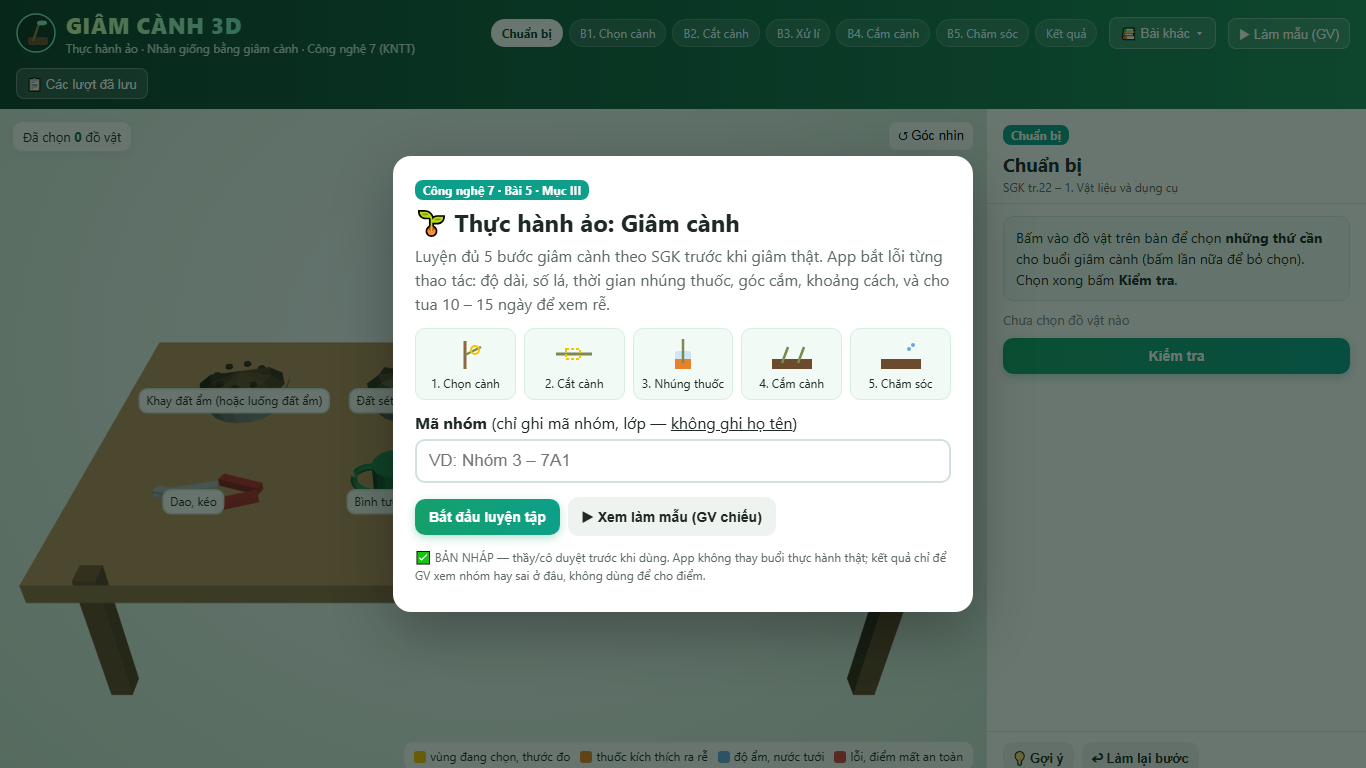 GIÂM CÀNH 3D
Thực hành ảo · Nhân giống bằng giâm cành · Công nghệ 7 (KNTT)
Chuẩn bị
B1. Chọn cành
B2. Cắt cành
B3. Xử lí
B4. Cắm cành
B5. Chăm sóc
Kết quả
Bài khác
Làm mẫu (GV)
Các lượt đã lưu
Đã chọn 0 đồ vật
Góc nhìn
Khay đất ẩm (hoặc luống đất ẩm)
Đất sét
Dao, kéo
Bình tư
Công nghệ 7 · Bài 5 · Mục III
Thực hành ảo: Giâm cành
Luyện đủ 5 bước giâm cành theo SGK trước khi giâm thật. App bắt lỗi từng
thao tác: độ dài, số lá, thời gian nhúng thuốc, góc cắm, khoảng cách, và cho
tua 10 – 15 ngày để xem rễ.
1. Chọn cành
2. Cắt cành
3. Nhúng thuốc
4. Cắm cành
5. Chăm sóc
Mã nhóm (chỉ ghi mã nhóm, lớp — không ghi họ tên)
VD: Nhóm 3 – 7A1
Bắt đầu luyện tập
Xem làm mẫu (GV chiếu)
BẢN NHÁP — thầy/cô duyệt trước khi dùng. App không thay buổi thực hành thật; kết quả chỉ để
GV xem nhóm hay sai ở đâu, không dùng để cho điểm.
Chuẩn bị
Chuẩn bị
SGK tr.22 – 1. Vật liệu và dụng cụ
Bấm vào đồ vật trên bàn để chọn những thứ cần
cho buổi giâm cành (bấm lần nữa để bỏ chọn).
Chọn xong bấm Kiểm tra.
Chưa chọn đồ vật nào
Kiểm tra
vùng đang chọn, thước đo
thuốc kích thích ra rễ
độ ẩm, nước tưới
lỗi, điểm mất an toàn
Gợi ý
Làm lại bước